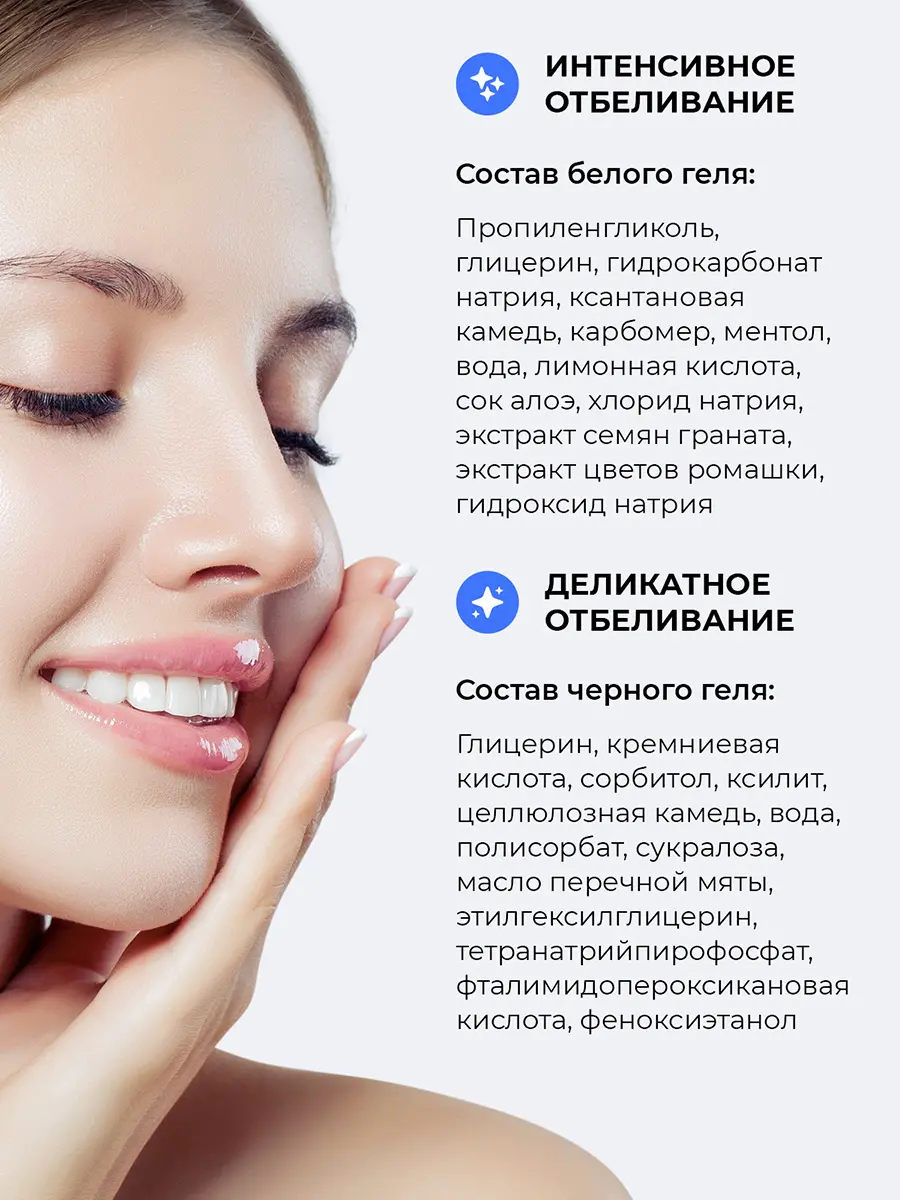 ИНТЕНСИВНОЕ
ОТБЕЛИВАНИЕ
Состав белого геля:
Пропиленгликоль,
глицерин, гидрокарбонат
натрия, ксантановая
камедь, карбомер, ментол,
вода, лимонная кислота,
сок алоэ, хлорид натрия,
экстракт семян граната,
экстракт цветов ромашки,
гидроксид натрия
ДЕЛИКАТНОЕ
ОТБЕЛИВАНИЕ
Состав черного геля:
Глицерин, кремниевая
кислота, сорбитол, ксилит,
целлюлозная камедь, вода,
полисорбат, сукралоза,
масло перечной мяты,
этилгексилглицерин,
тетранатрийпирофосфат,
фталимидопероксикановая
кислота, феноксиэтанол